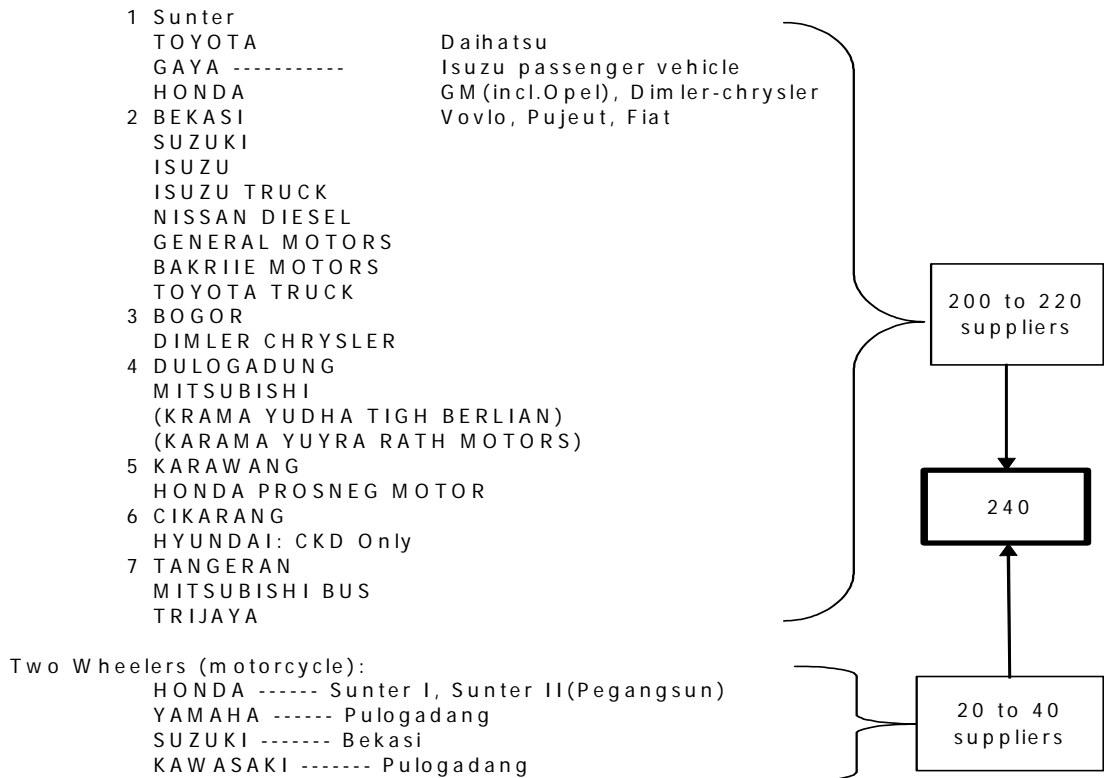 1 Sunter
TOYOTA Daihatsu
GAYA ----------- Isuzu passenger vehicle
HONDA GM(incl.Opel), Dimler-chrysler
2 BEKASI Vovlo, Pujeut, Fiat
SUZUKI
ISUZU
ISUZU TRUCK
NISSAN DIESEL
GENERAL MOTORS
BAKRIIE MOTORS
TOYOTA TRUCK
3 BOGOR
DIMLER CHRYSLER
4 DULOGADUNG
MITSUBISHI
(KRAMA YUDHA TIGH BERLIAN)
(KARAMA YUYRA RATH MOTORS)
5 KARAWANG
HONDA PROSNEG MOTOR
6 CIKARANG
HYUNDAI: CKD Only
7 TANGERAN
MITSUBISHI BUS
TRIJAYA
200 to 220
suppliers
240
Two Wheelers (motorcycle):
HONDA ------ Sunter I, Sunter II(Pegangsun)
YAMAHA ------ Pulogadang
SUZUKI ------- Bekasi
KAWASAKI ------- Pulogadang
20 to 40
suppliers